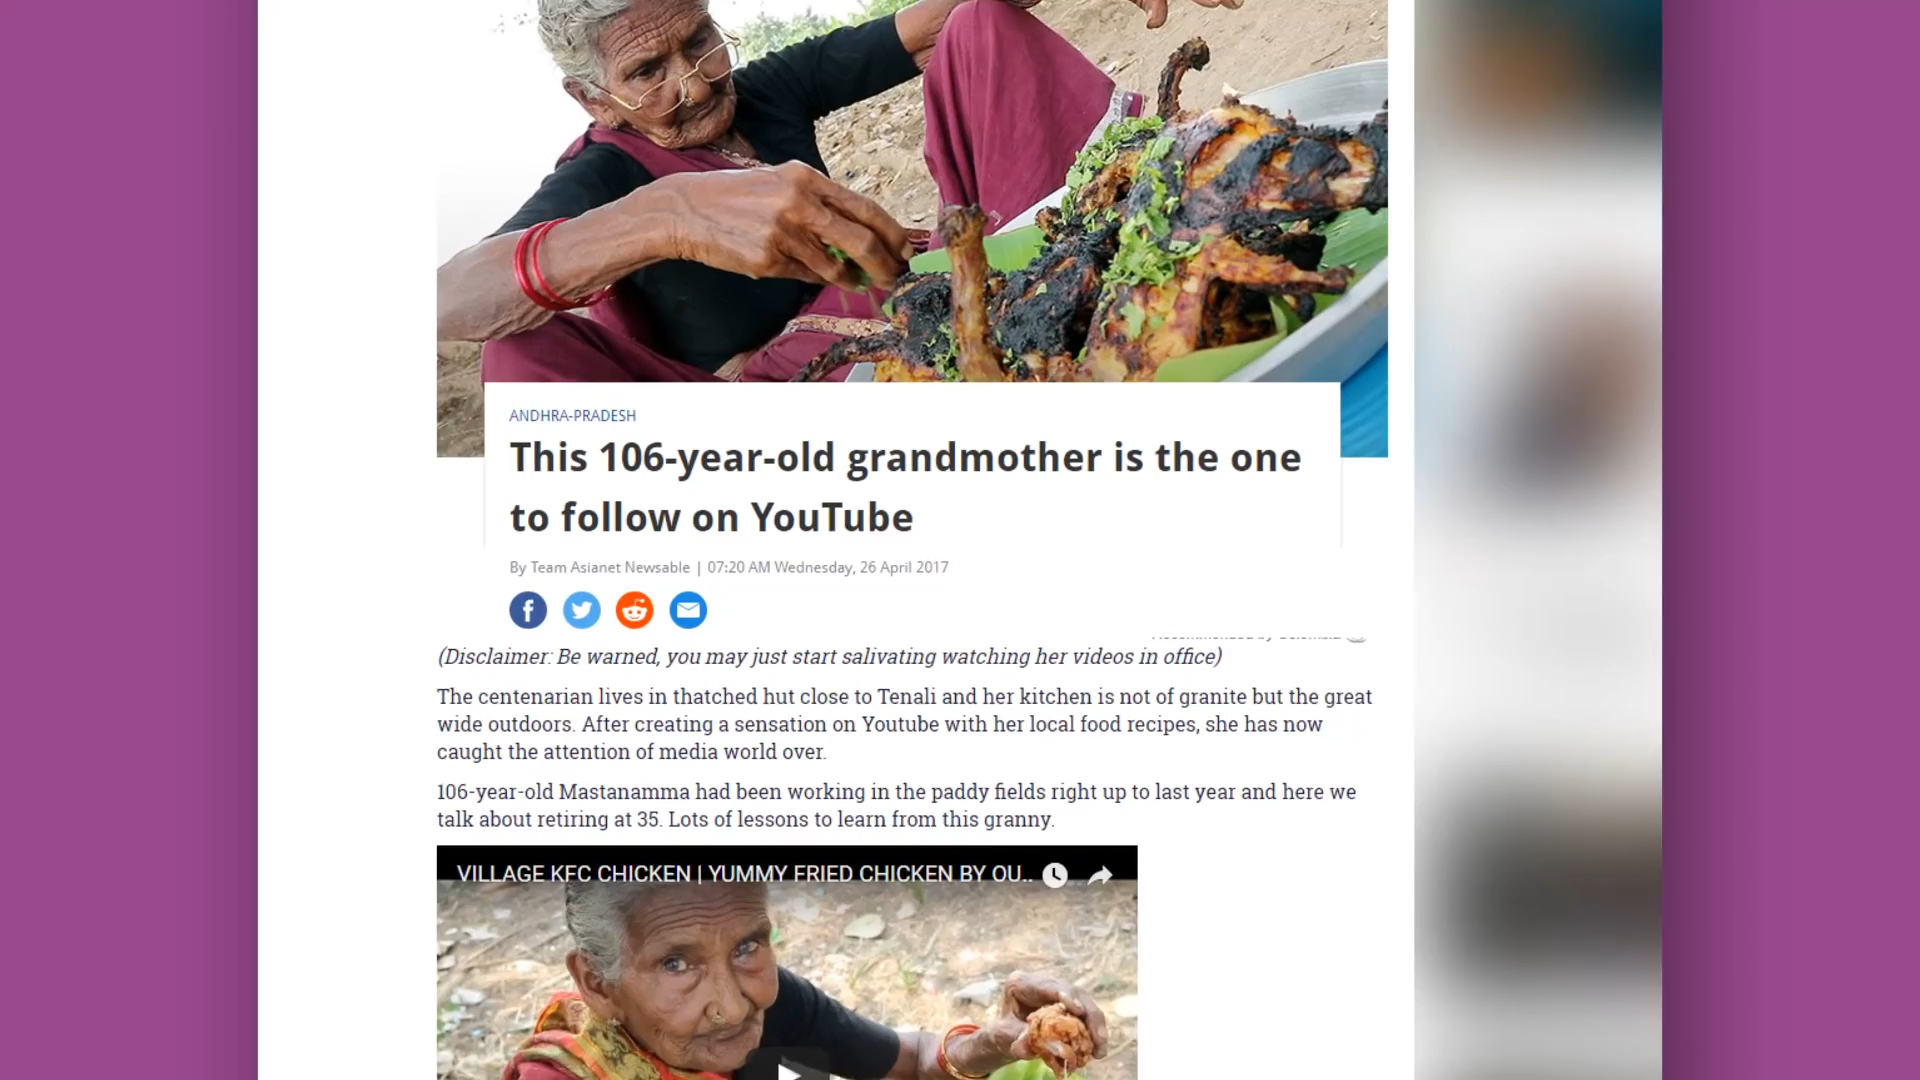 ANDHRA-PRADESH
This 106-year-old grandmother is the one
to follow on YouTube
By Team Asianet Newsable | 07:20 AM Wednesday, 26 April 2017
(Disclaimer: Be warned, you may just start salivating watching her videos in office)
The centenarian lives in thatched hut close to Tenali and her kitchen is not of granite but the great
wide outdoors. After creating a sensation on Youtube with her local food recipes, she has now
caught the attention of media world over.
106-year-old Mastanamma had been working in the paddy fields right up to last year and here we
talk about retiring at 35. Lots of lessons to learn from this granny.
VILLAGE KFC CHICKEN | YUMMY FRIED CHICKEN BY OU..